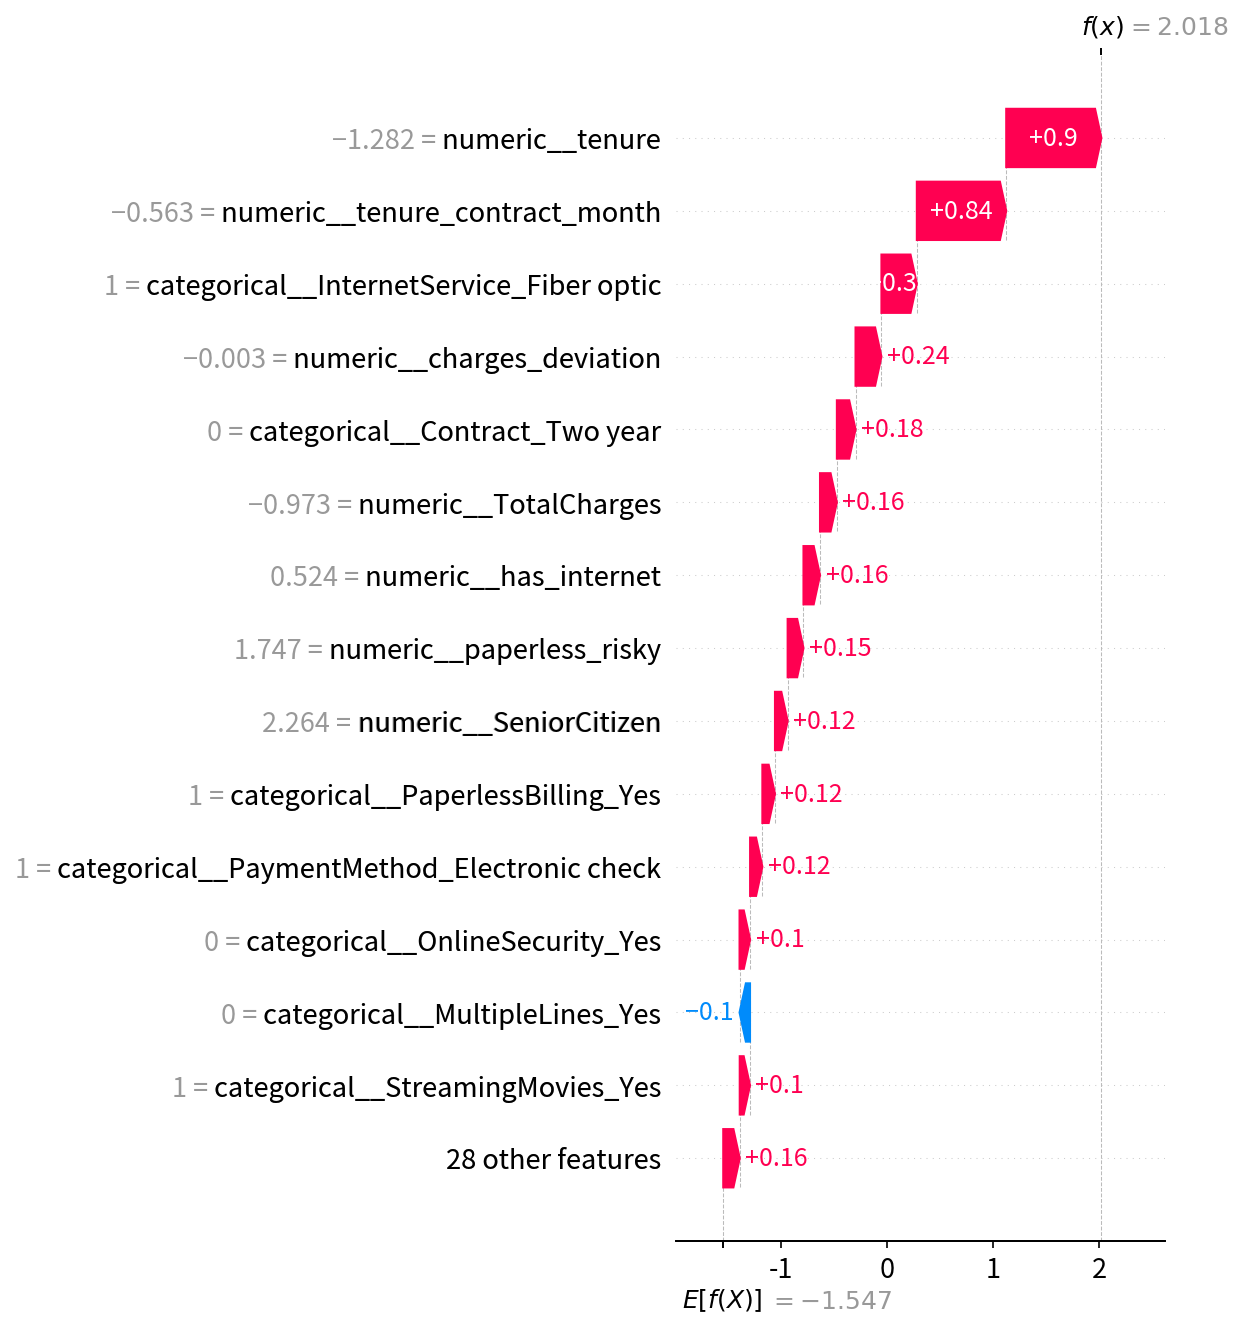 f(x) = 2.018
−1.282 = numeric__tenure +0.9
−0.563 = numeric__tenure_contract_month +0.84
1 = categorical__InternetService_Fiber optic 0.3
−0.003 = numeric__charges_deviation +0.24
0 = categorical__Contract_Two year +0.18
−0.973 = numeric__TotalCharges +0.16
0.524 = numeric__has_internet +0.16
1.747 = numeric__paperless_risky +0.15
2.264 = numeric__SeniorCitizen +0.12
1 = categorical__PaperlessBilling_Yes +0.12
1 = categorical__PaymentMethod_Electronic check +0.12
0 = categorical__OnlineSecurity_Yes +0.1
0 = categorical__MultipleLines_Yes −0.1
1 = categorical__StreamingMovies_Yes +0.1
28 other features +0.16
-1 0 1 2
E[f(X)] = −1.547